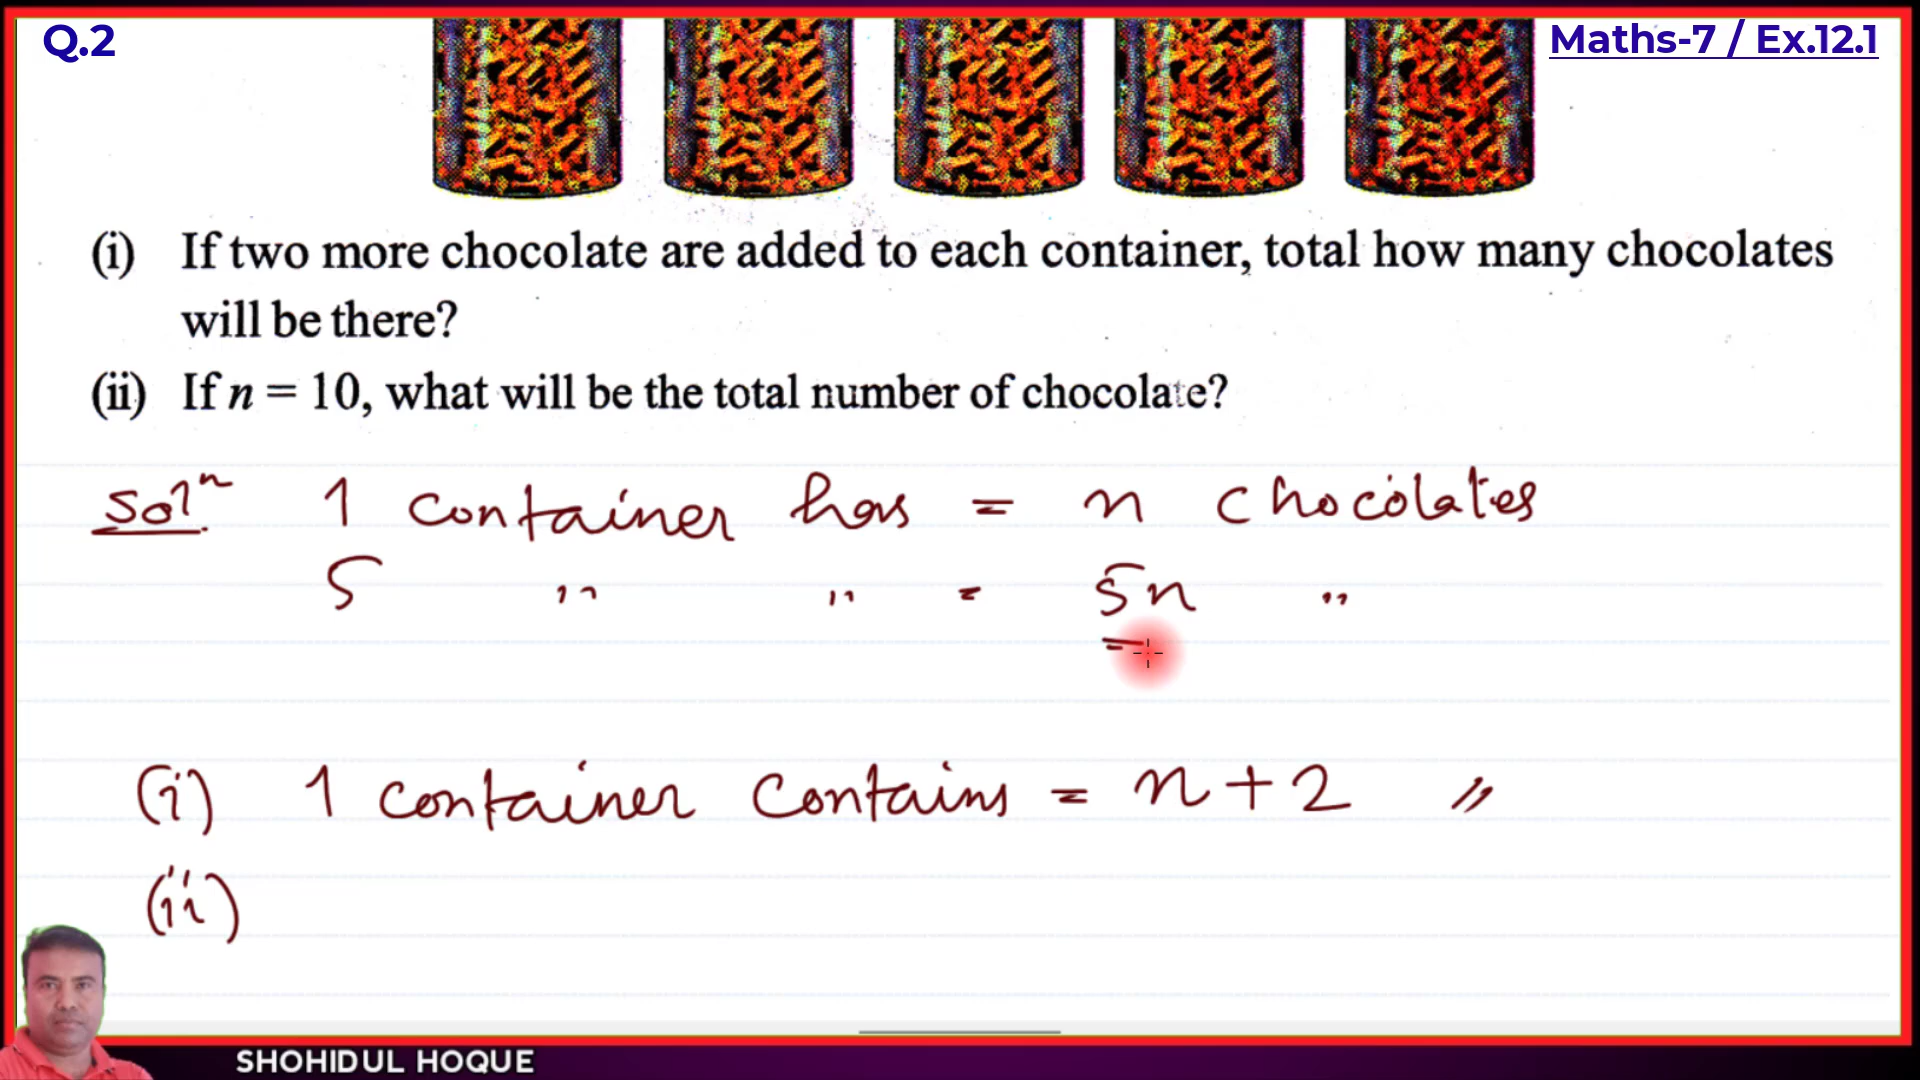 Q.2
Maths-7 / Ex.12.1
(i) If two more chocolate are added to each container, total how many chocolates
will be there?
(ii) If n = 10, what will be the total number of chocolate?
Solⁿ 1 container has = n chocolates
5 " " = 5n "
(i) 1 container contains = n+2 "
(ii)
SHOHIDUL HOQUE